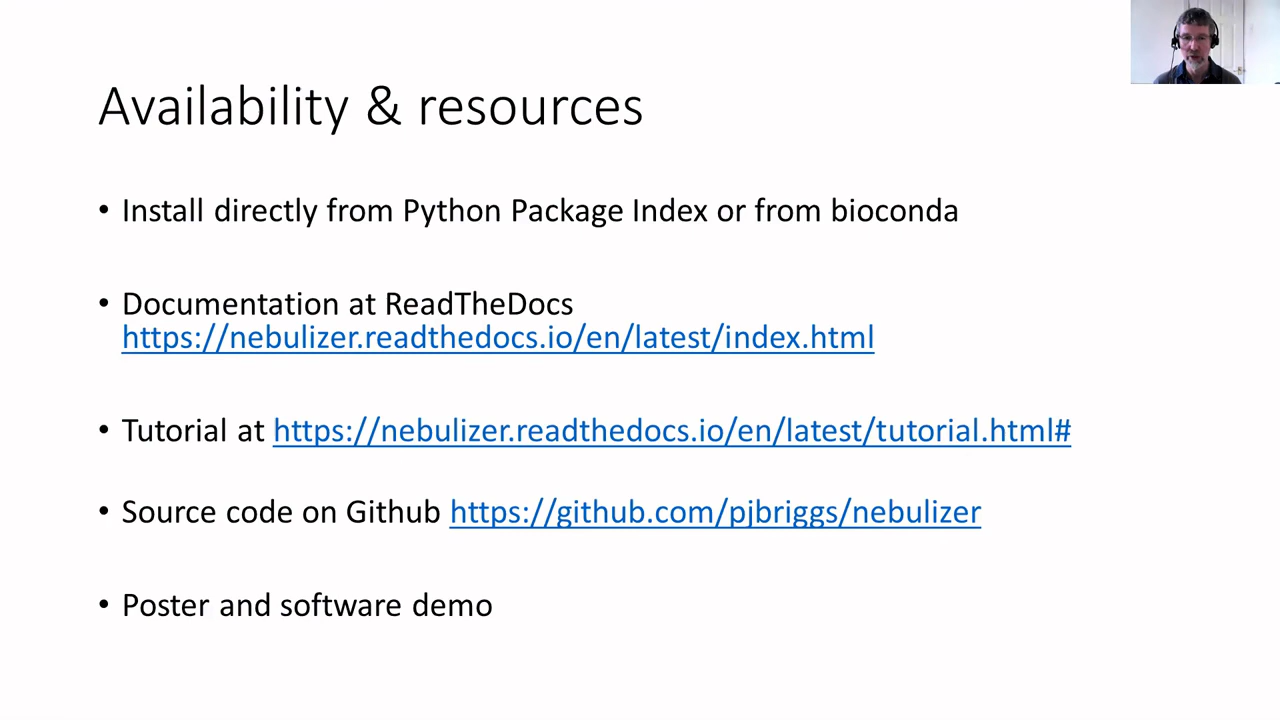 Availability & resources
• Install directly from Python Package Index or from bioconda
• Documentation at ReadTheDocs
https://nebulizer.readthedocs.io/en/latest/index.html
• Tutorial at https://nebulizer.readthedocs.io/en/latest/tutorial.html#
• Source code on Github https://github.com/pjbriggs/nebulizer
• Poster and software demo